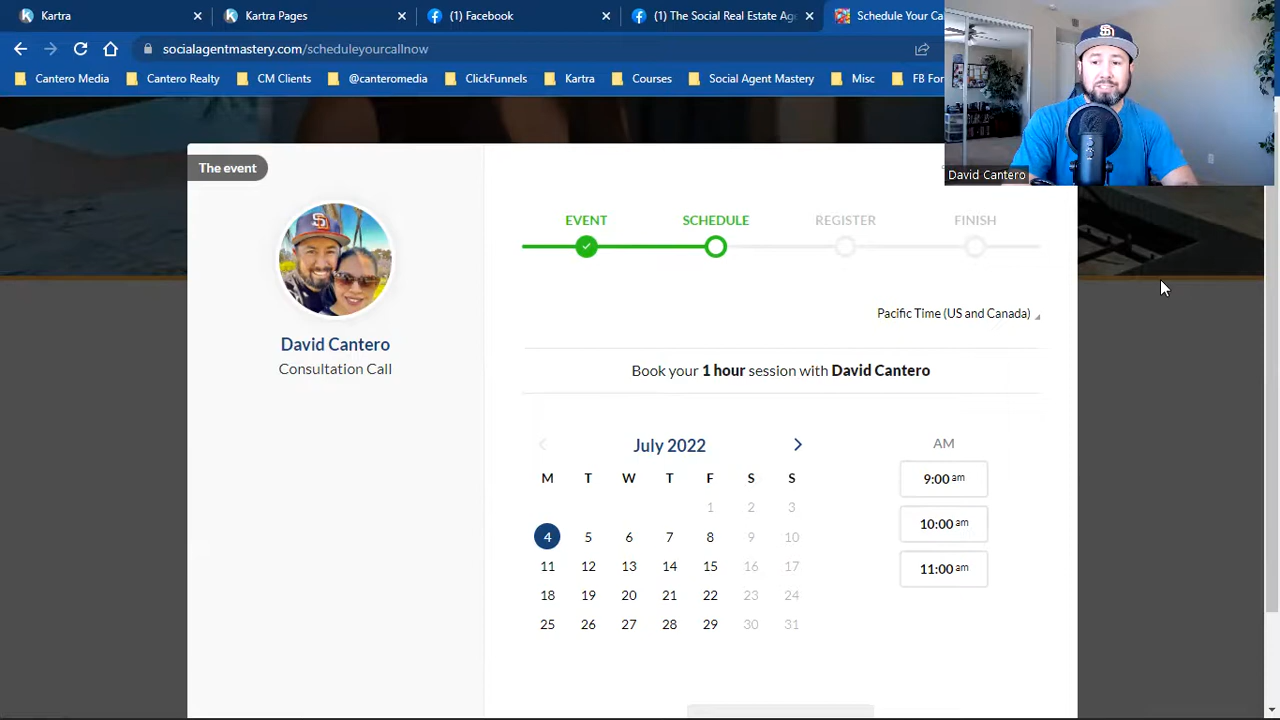 Kartra
Kartra Pages
(1) Facebook
(1) The Social Real Estate Age
Schedule Your Ca
socialagentmastery.com/scheduleyourcallnow
Cantero Media
Cantero Realty
CM Clients
@canteromedia
ClickFunnels
Kartra
Courses
Social Agent Mastery
Misc
FB For
David Cantero
The event
David Cantero
Consultation Call
EVENT SCHEDULE REGISTER FINISH
Pacific Time (US and Canada)
Book your 1 hour session with David Cantero
July 2022
M T W T F S S
1 2 3
4 5 6 7 8 9 10
11 12 13 14 15 16 17
18 19 20 21 22 23 24
25 26 27 28 29 30 31
AM
9:00 am
10:00 am
11:00 am